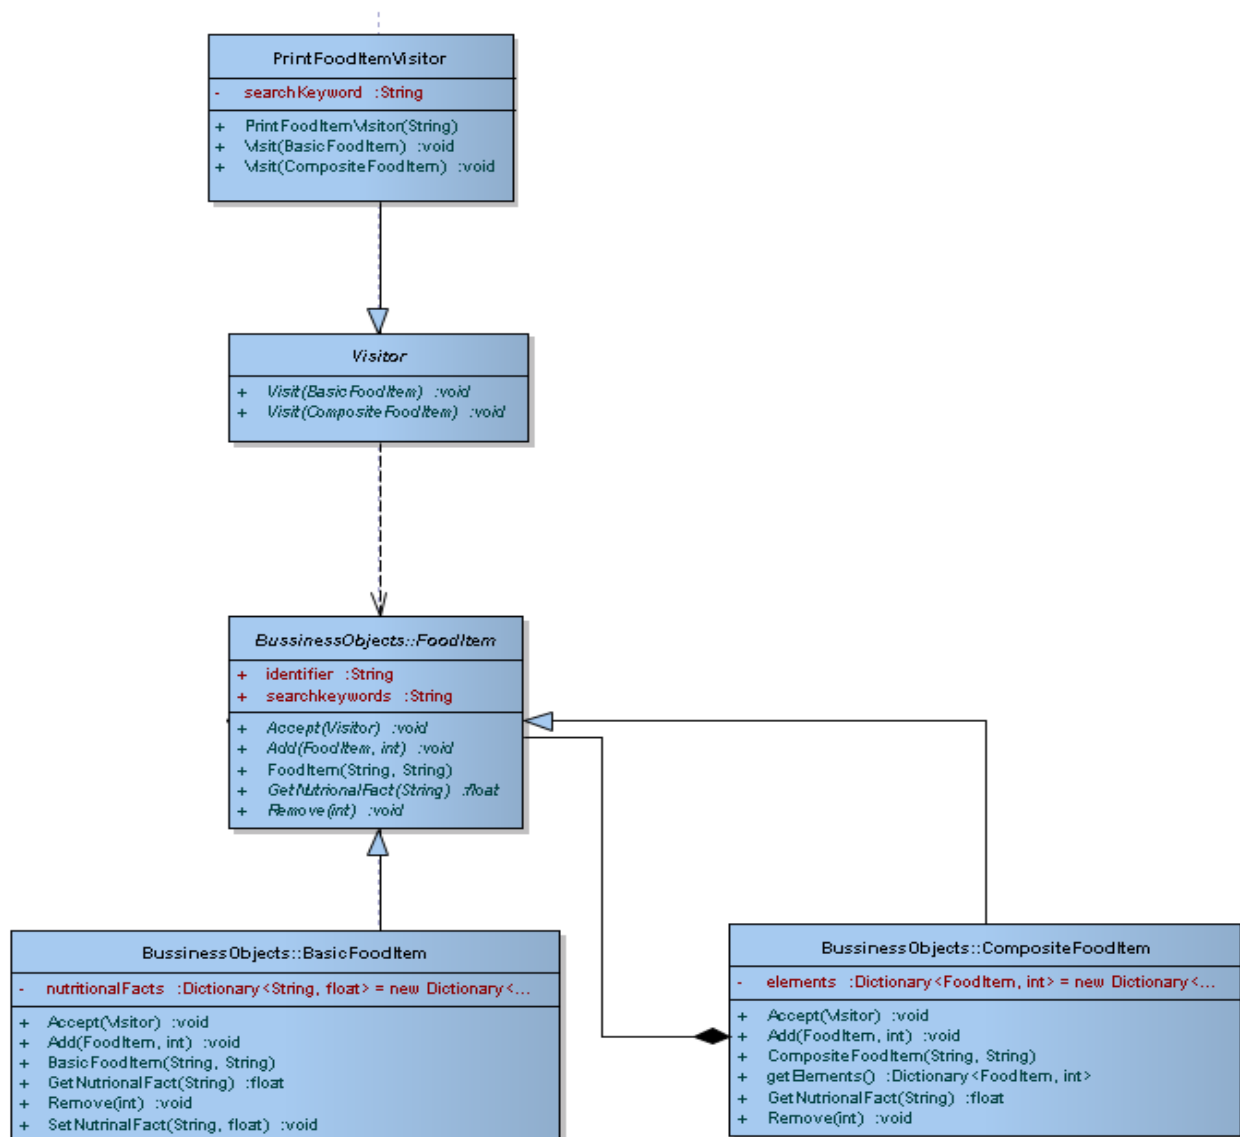 PrintFoodItemVisitor
- searchKeyword :String
+ PrintFoodItemVisitor(String)
+ Visit(BasicFoodItem) :void
+ Visit(CompositeFoodItem) :void
Visitor
+ Visit(BasicFoodItem) :void
+ Visit(CompositeFoodItem) :void
BussinessObjects::FoodItem
+ identifier :String
+ searchkeywords :String
+ Accept(Visitor) :void
+ Add(FoodItem, int) :void
+ FoodItem(String, String)
+ GetNutrionalFact(String) :float
+ Remove(int) :void
BussinessObjects::BasicFoodItem
- nutritionalFacts :Dictionary<String, float> = new Dictionary<...
+ Accept(Visitor) :void
+ Add(FoodItem, int) :void
+ BasicFoodItem(String, String)
+ GetNutrionalFact(String) :float
+ Remove(int) :void
+ SetNutrinalFact(String, float) :void
BussinessObjects::CompositeFoodItem
- elements :Dictionary<FoodItem, int> = new Dictionary<...
+ Accept(Visitor) :void
+ Add(FoodItem, int) :void
+ CompositeFoodItem(String, String)
+ getElements() :Dictionary<FoodItem, int>
+ GetNutrionalFact(String) :float
+ Remove(int) :void